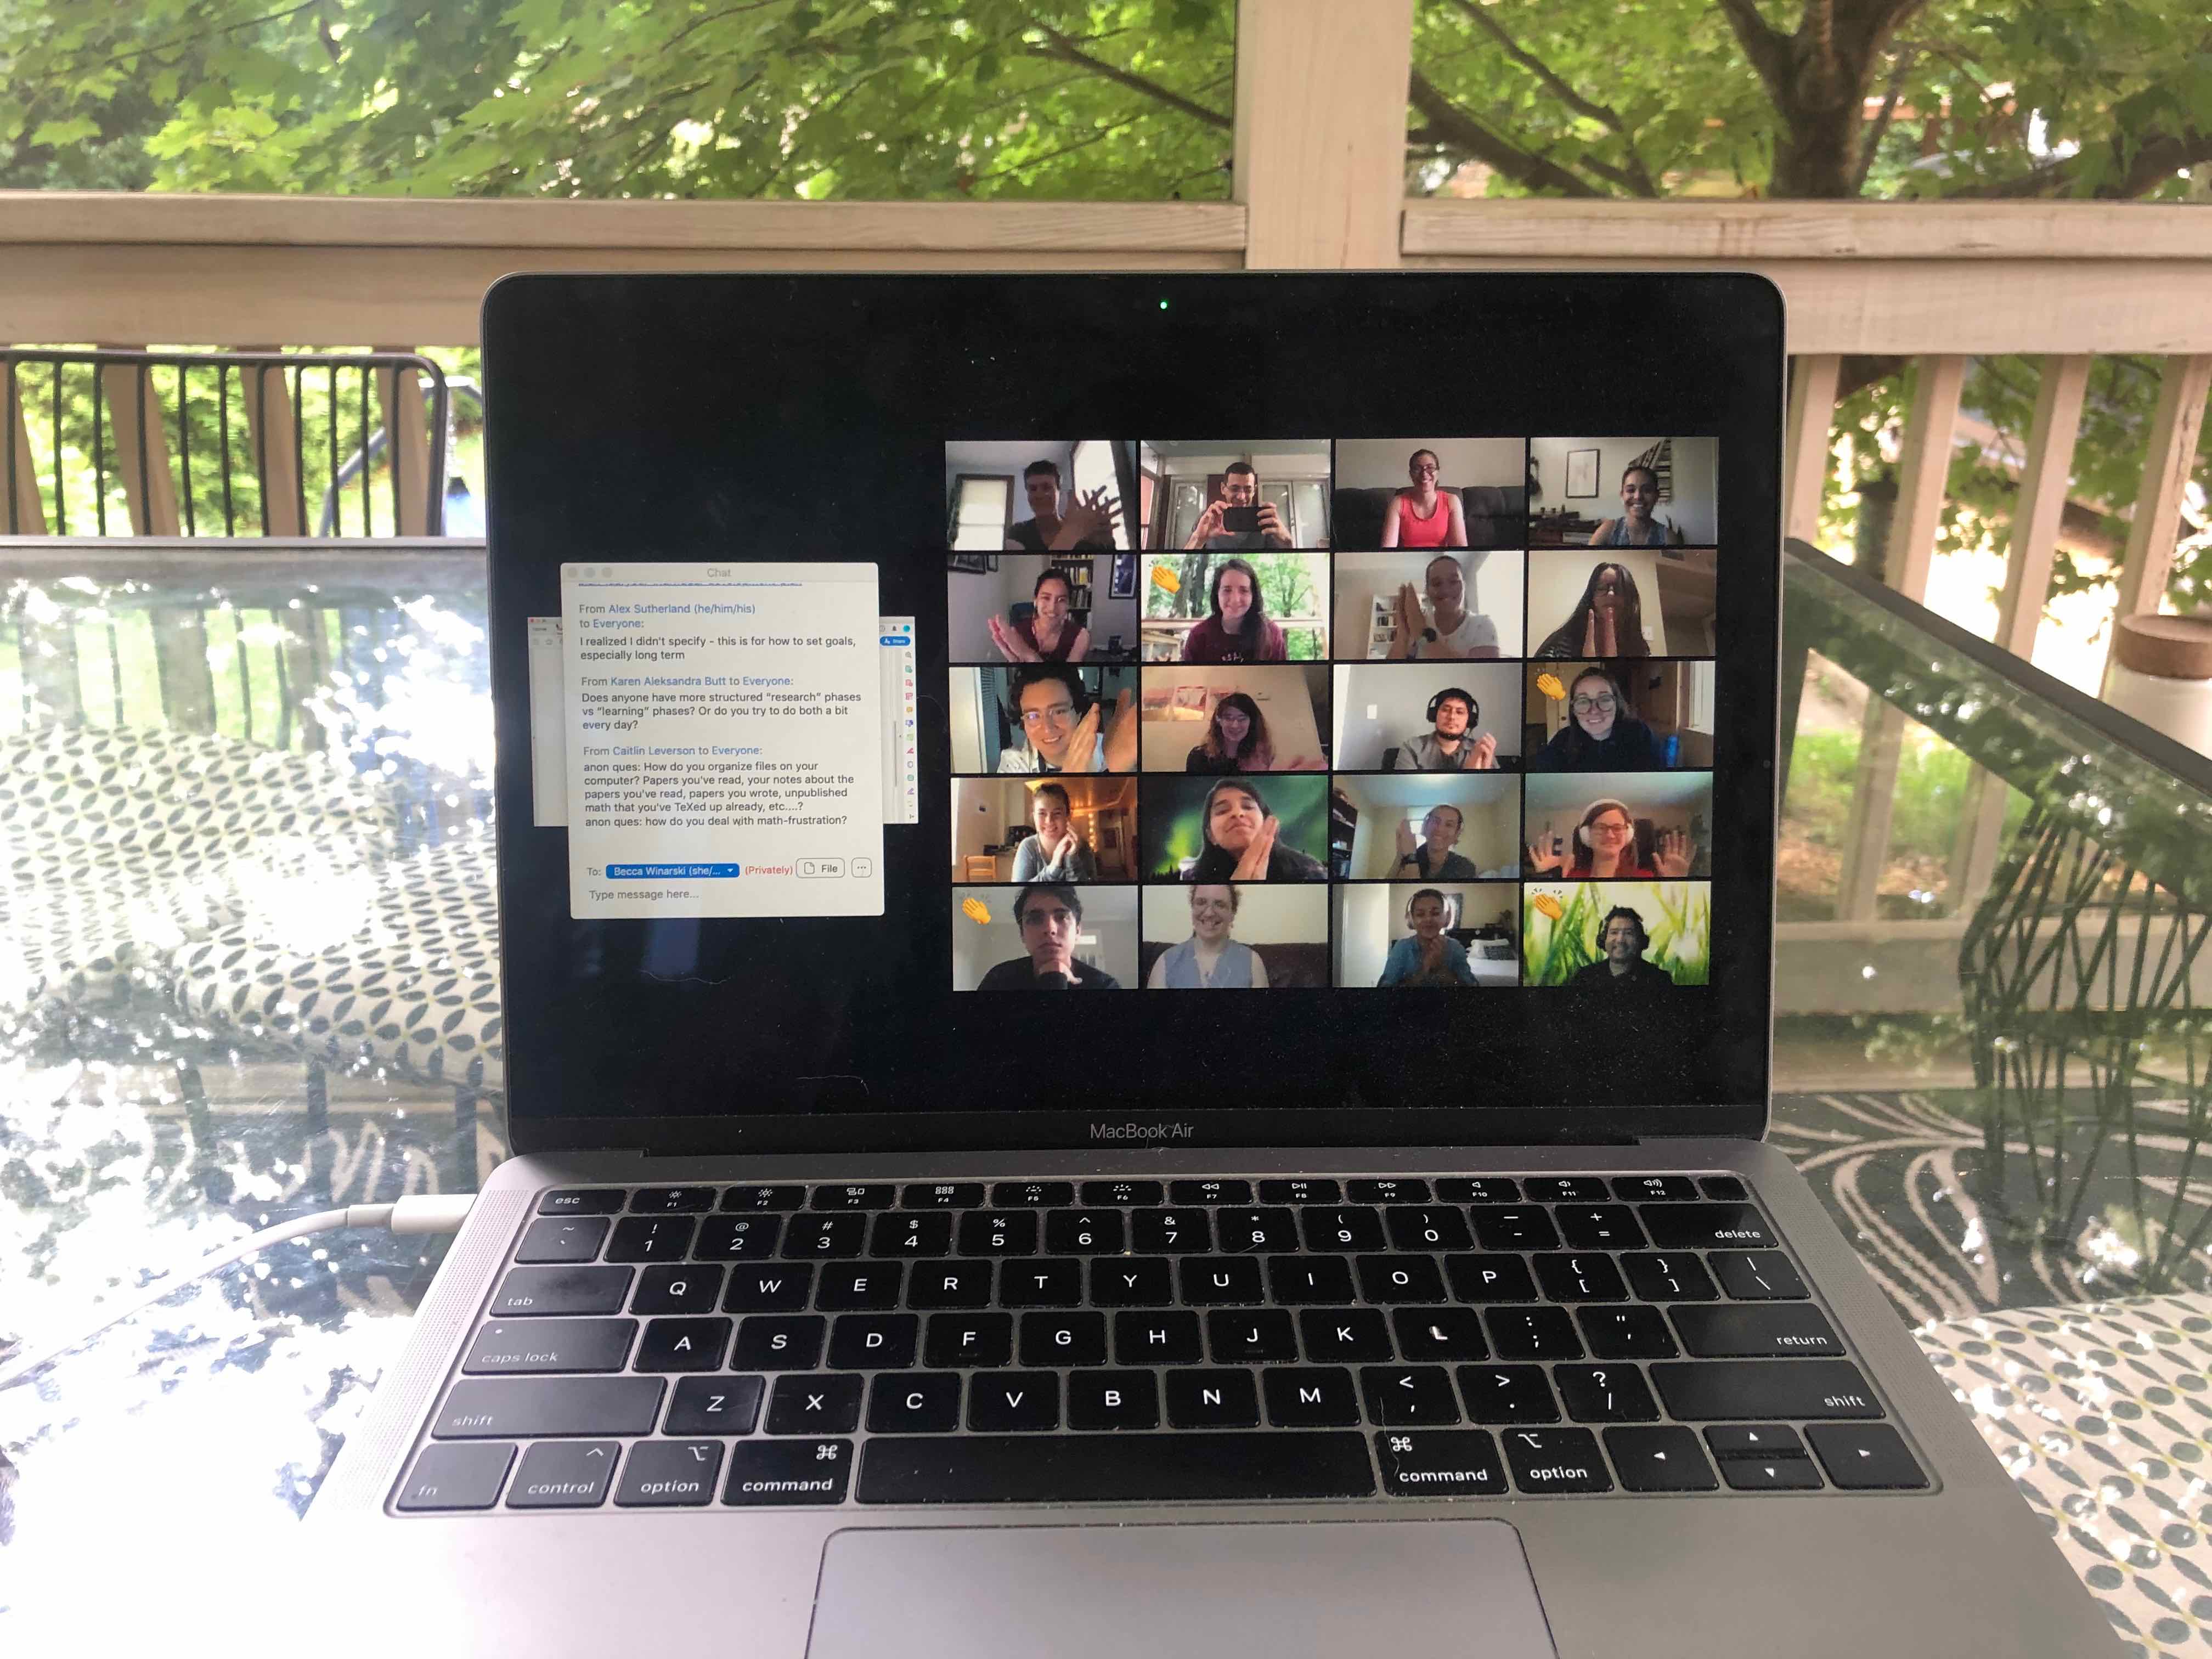 Chat
From Alex Sutherland (he/him/his)
to Everyone:
I realized I didn't specify - this is for how to set goals,
especially long term
From Karen Aleksandra Butt to Everyone:
Does anyone have more structured “research” phases
vs “learning” phases? Or do you try to do both a bit
every day?
From Caitlin Leverson to Everyone:
anon ques: How do you organize files on your
computer? Papers you've read, your notes about the
papers you've read, papers you wrote, unpublished
math that you've TeXed up already, etc....?
anon ques: how do you deal with math-frustration?
To: Becca Winarski (she/... (Privately) File ...
Type message here...
Share
MacBook Air
esc F1 F2 F3 F4 F5 F6 F7 F8 F9 F10 F11 F12
~ ! @ # $ % ^ & * ( ) — +
` 1 2 3 4 5 6 7 8 9 0 - = delete
tab Q W E R T Y U I O P { [ } ] | \
caps lock A S D F G H J K L : ; " ' return
shift Z X C V B N M < , > . ? / shift
fn control option command command option